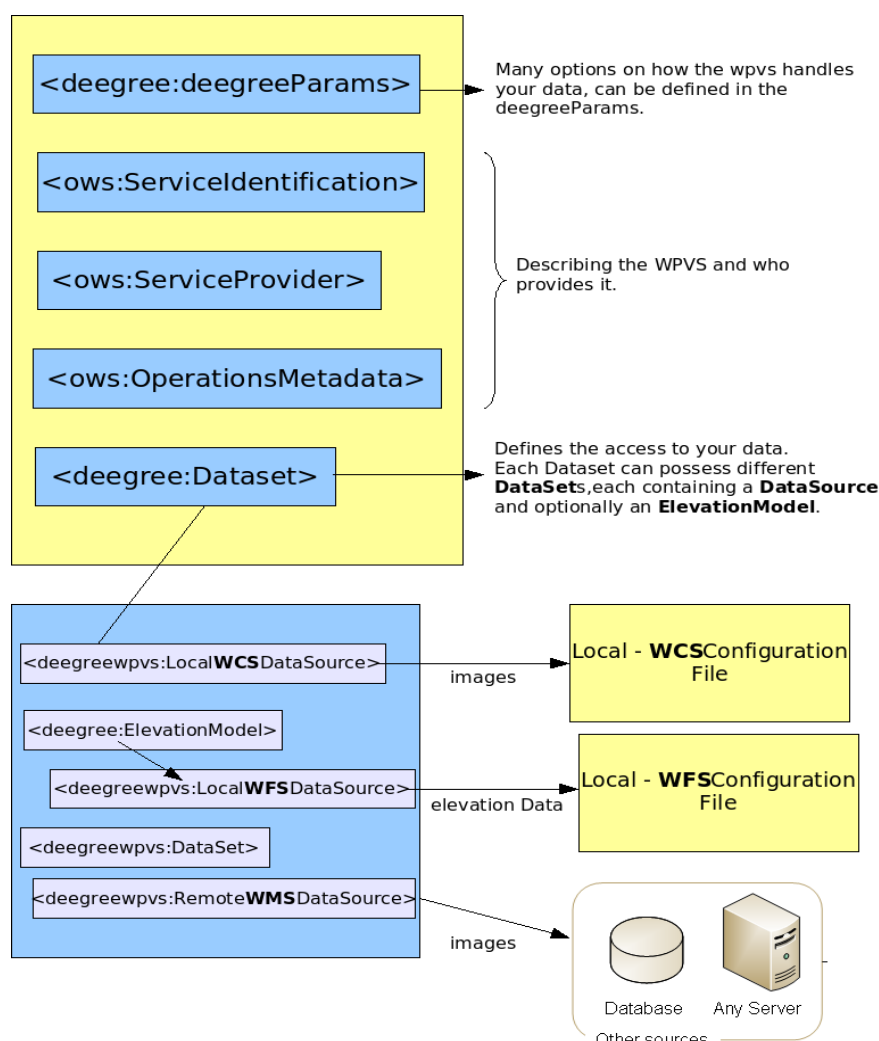 <deegree:deegreeParams>
Many options on how the wpvs handles
your data, can be defined in the
deegreeParams.
<ows:ServiceIdentification>
<ows:ServiceProvider>
Describing the WPVS and who
provides it.
<ows:OperationsMetadata>
<deegree:Dataset>
Defines the access to your data.
Each Dataset can possess different
DataSets,each containing a DataSource
and optionally an ElevationModel.
<deegreewpvs:LocalWCSDataSource>
images
Local - WCSConfiguration
File
<deegree:ElevationModel>
<deegreewpvs:LocalWFSDataSource>
elevation Data
Local - WFSConfiguration
File
<deegreewpvs:DataSet>
<deegreewpvs:RemoteWMSDataSource>
images
Database
Any Server
Other sources